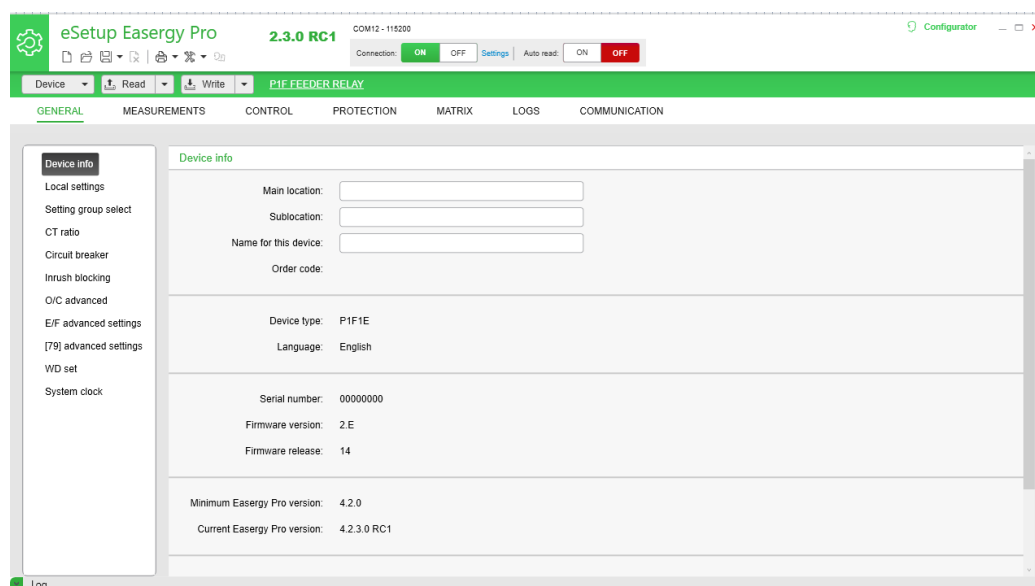 eSetup Easergy Pro
2.3.0 RC1
COM12 - 115200
Connection: ON OFF Settings Auto read: ON OFF
Configurator
Device Read Write P1F FEEDER RELAY
GENERAL MEASUREMENTS CONTROL PROTECTION MATRIX LOGS COMMUNICATION
Device info
Local settings
Setting group select
CT ratio
Circuit breaker
Inrush blocking
O/C advanced
E/F advanced settings
[79] advanced settings
WD set
System clock
Device info
Main location:
Sublocation:
Name for this device:
Order code:
Device type: P1F1E
Language: English
Serial number: 00000000
Firmware version: 2.E
Firmware release: 14
Minimum Easergy Pro version: 4.2.0
Current Easergy Pro version: 4.2.3.0 RC1
Log